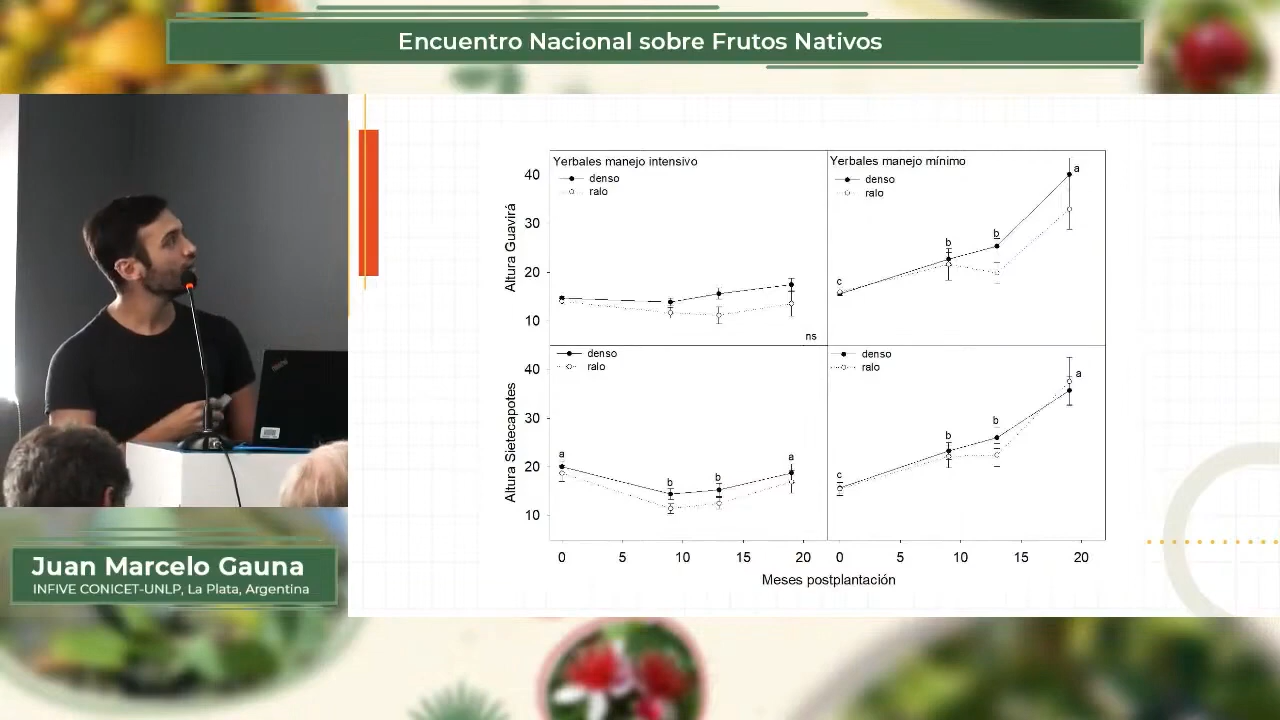 Encuentro Nacional sobre Frutos Nativos
Yerbales manejo intensivo
denso
ralo
Altura Guavirá
40
30
20
10
ns
Yerbales manejo mínimo
denso
ralo
c
b
b
a
denso
ralo
Altura Sietecapotes
40
30
20
10
a
b
b
a
denso
ralo
c
b
b
a
0 5 10 15 20 0 5 10 15 20
Meses postplantación
Juan Marcelo Gauna
INFIVE CONICET-UNLP, La Plata, Argentina